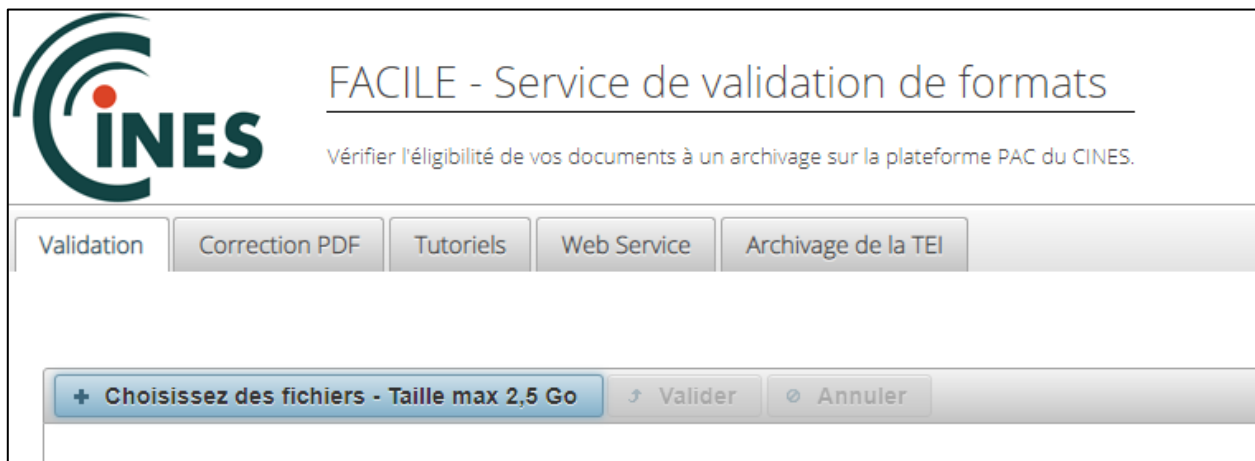 CINES
FACILE - Service de validation de formats
Vérifier l'éligibilité de vos documents à un archivage sur la plateforme PAC du CINES.
Validation Correction PDF Tutoriels Web Service Archivage de la TEI
+ Choisissez des fichiers - Taille max 2,5 Go Valider Annuler